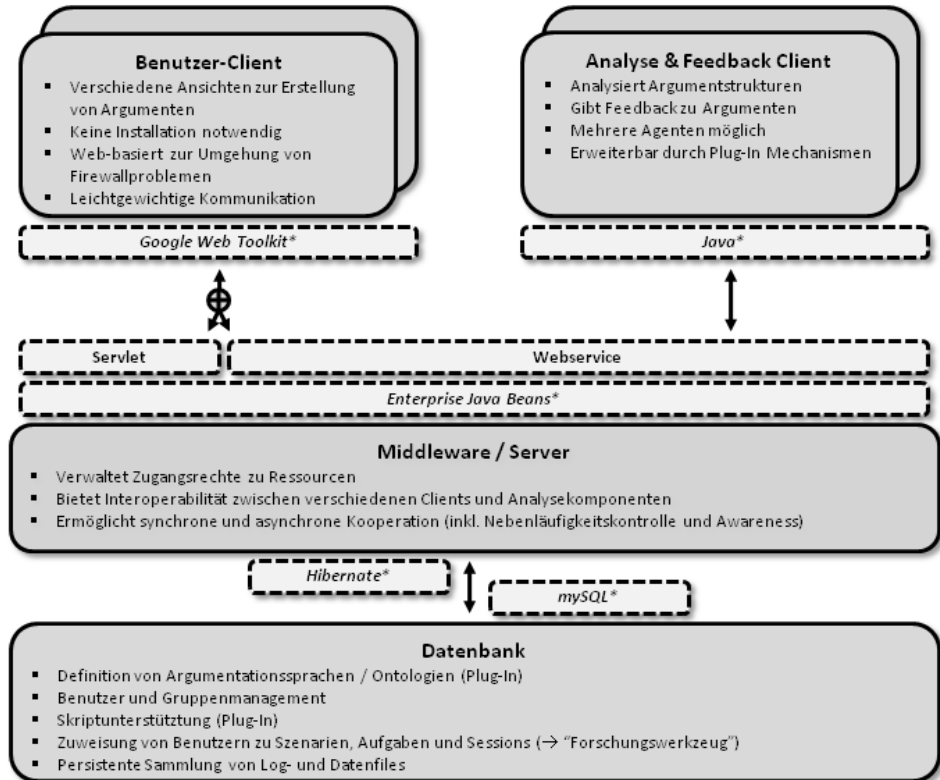 Benutzer-Client
▪ Verschiedene Ansichten zur Erstellung
von Argumenten
▪ Keine Installation notwendig
▪ Web-basiert zur Umgehung von
Firewallproblemen
▪ Leichtgewichtige Kommunikation
Google Web Toolkit*
Analyse & Feedback Client
▪ Analysiert Argumentstrukturen
▪ Gibt Feedback zu Argumenten
▪ Mehrere Agenten möglich
▪ Erweiterbar durch Plug-In Mechanismen
Java*
Servlet
Webservice
Enterprise Java Beans*
Middleware / Server
▪ Verwaltet Zugangsrechte zu Ressourcen
▪ Bietet Interoperabilität zwischen verschiedenen Clients und Analysekomponenten
▪ Ermöglicht synchrone und asynchrone Kooperation (inkl. Nebenläufigkeitskontrolle und Awareness)
Hibernate*
mySQL*
Datenbank
▪ Definition von Argumentationssprachen / Ontologien (Plug-In)
▪ Benutzer und Gruppenmanagement
▪ Skriptunterstütztung (Plug-In)
▪ Zuweisung von Benutzern zu Szenarien, Aufgaben und Sessions (→ "Forschungswerkzeug")
▪ Persistente Sammlung von Log- und Datenfiles